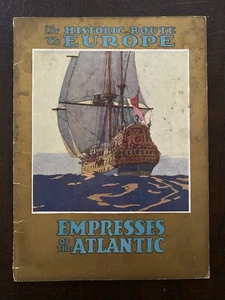 The HISTORIC ROUTE
To EUROPE
EMPRESSES
OF THE ATLANTIC